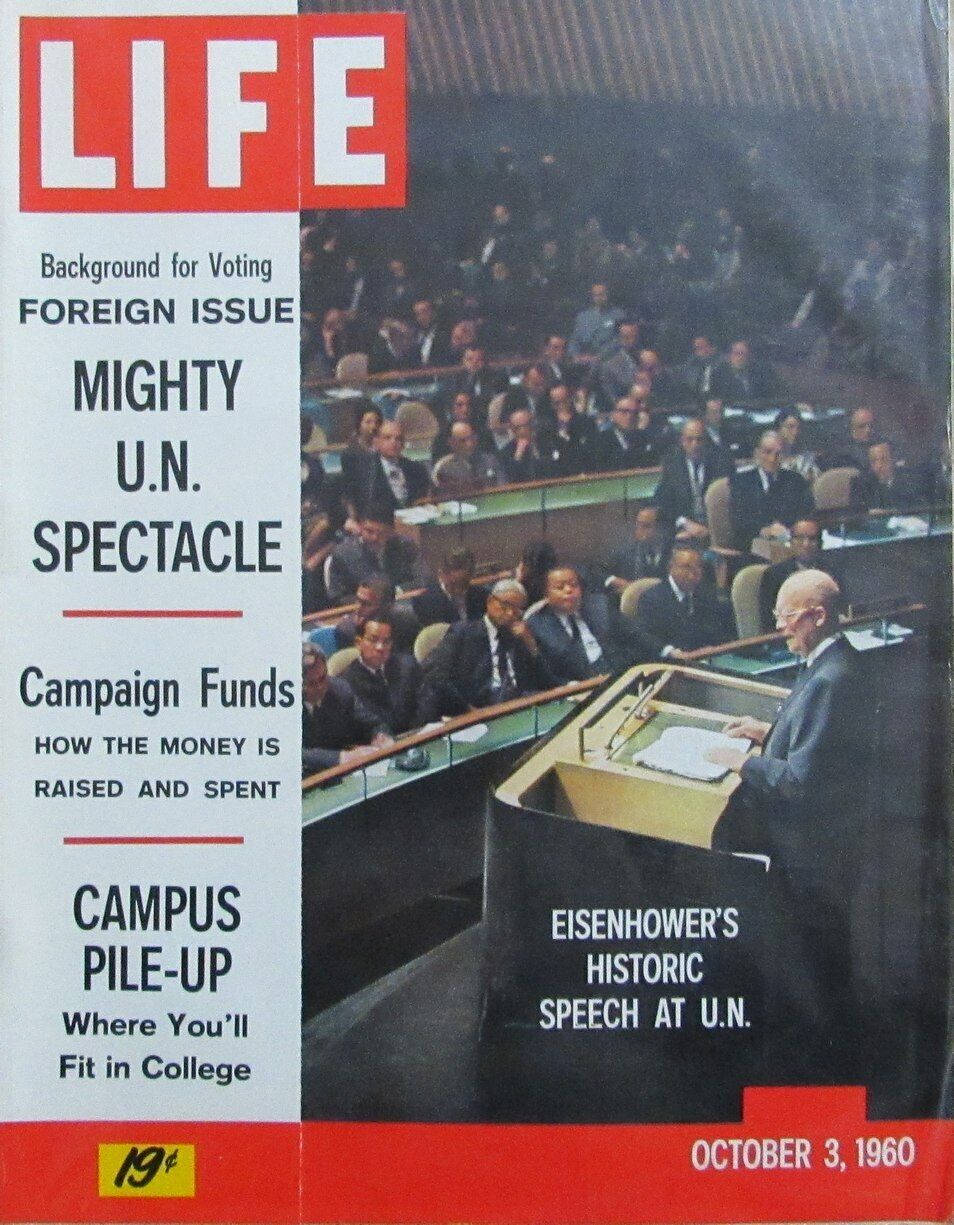 LIFE
Background for Voting
FOREIGN ISSUE
MIGHTY
U.N.
SPECTACLE
Campaign Funds
HOW THE MONEY IS
RAISED AND SPENT
CAMPUS
PILE-UP
Where You'll
Fit in College
EISENHOWER'S
HISTORIC
SPEECH AT U.N.
19¢
OCTOBER 3, 1960